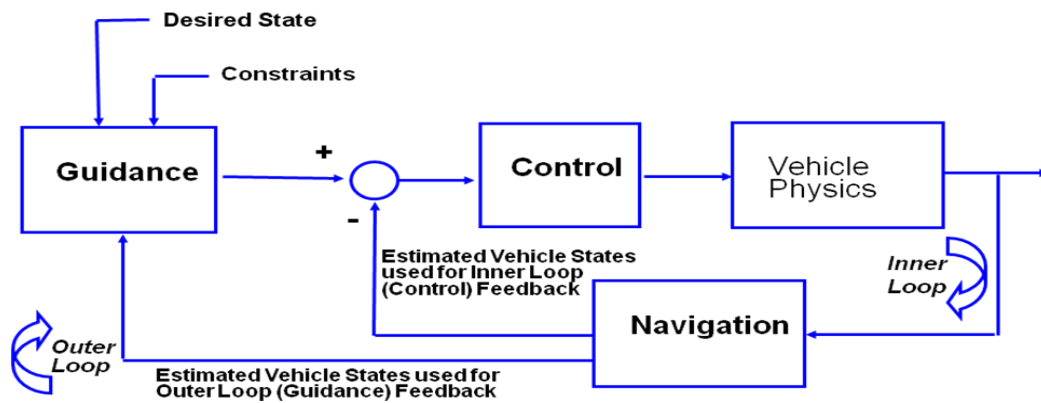 Desired State
Constraints
Guidance
+
-
Control
Vehicle
Physics
Estimated Vehicle States
used for Inner Loop
(Control) Feedback
Inner
Loop
Navigation
Outer
Loop
Estimated Vehicle States used for
Outer Loop (Guidance) Feedback